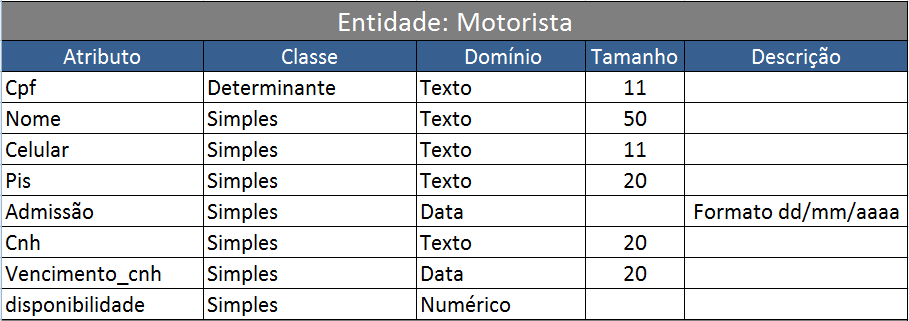 Entidade: Motorista
Atributo Classe Domínio Tamanho Descrição
Cpf Determinante Texto 11
Nome Simples Texto 50
Celular Simples Texto 11
Pis Simples Texto 20
Admissão Simples Data Formato dd/mm/aaaa
Cnh Simples Texto 20
Vencimento_cnh Simples Data 20
disponibilidade Simples Numérico